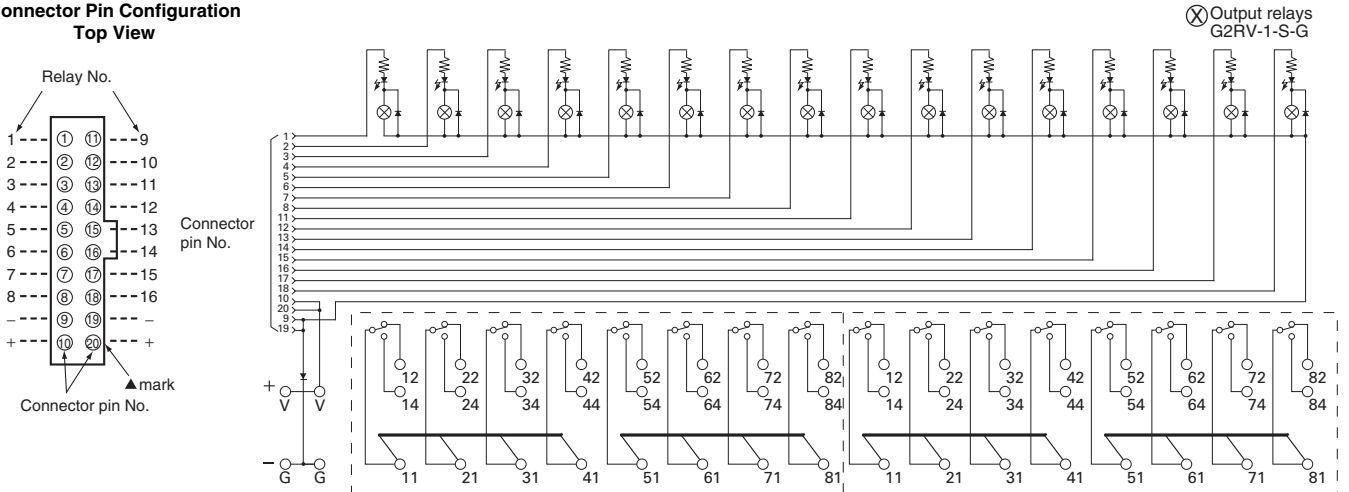 onnector Pin Configuration
Top View
Output relays
G2RV-1-S-G
Relay No.
1 1 11 9
2 2 12 10
3 3 13 11
4 4 14 12
5 5 15 13
6 6 16 14
7 7 17 15
8 8 18 16
– 9 19 –
+ 10 20 +
▲mark
Connector pin No.
Connector
pin No.
1
2
3
4
5
6
7
8
11
12
13
14
15
16
17
18
10
20
9
19
12 22 32 42 52 62 72 82 12 22 32 42 52 62 72 82
+ V V 14 24 34 44 54 64 74 84 14 24 34 44 54 64 74 84
– G G 11 21 31 41 51 61 71 81 11 21 31 41 51 61 71 81